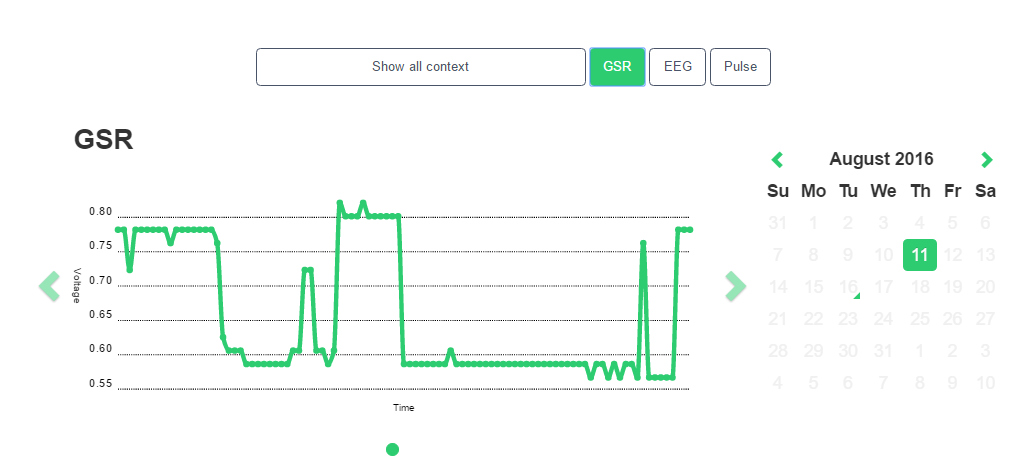 Show all context GSR EEG Pulse
GSR
0.80
0.75
0.70
0.65
0.60
0.55
Voltage
Time
August 2016
Su Mo Tu We Th Fr Sa
31 1 2 3 4 5 6
7 8 9 10 11 12 13
14 15 16 17 18 19 20
21 22 23 24 25 26 27
28 29 30 31 1 2 3
4 5 6 7 8 9 10